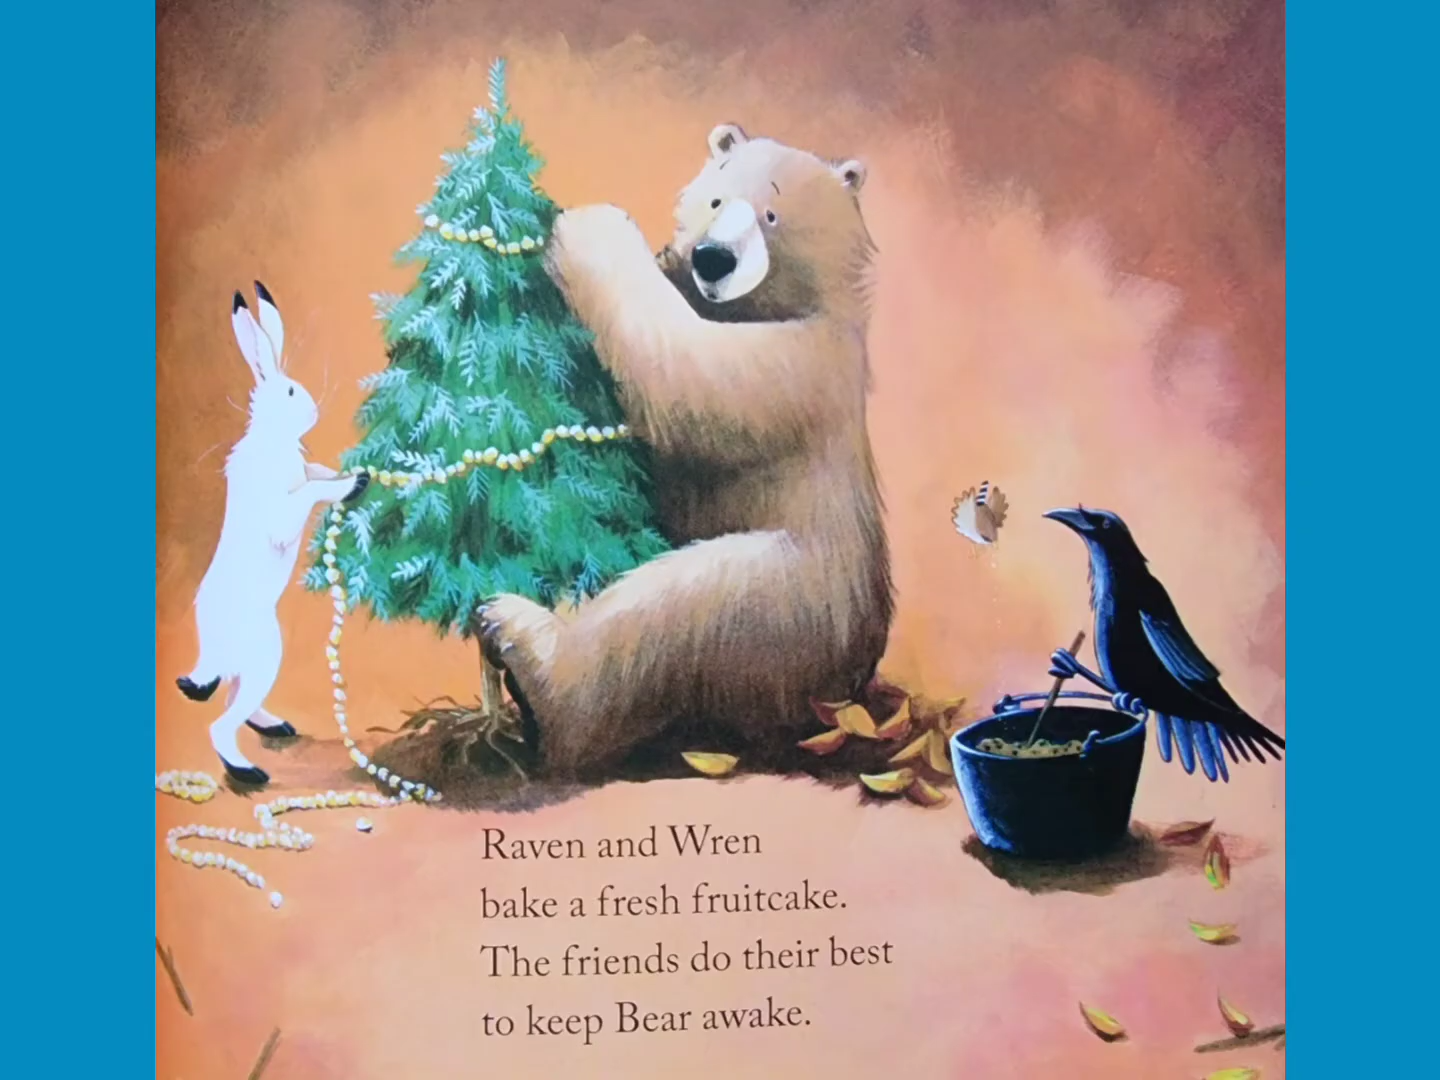 Raven and Wren
bake a fresh fruitcake.
The friends do their best
to keep Bear awake.